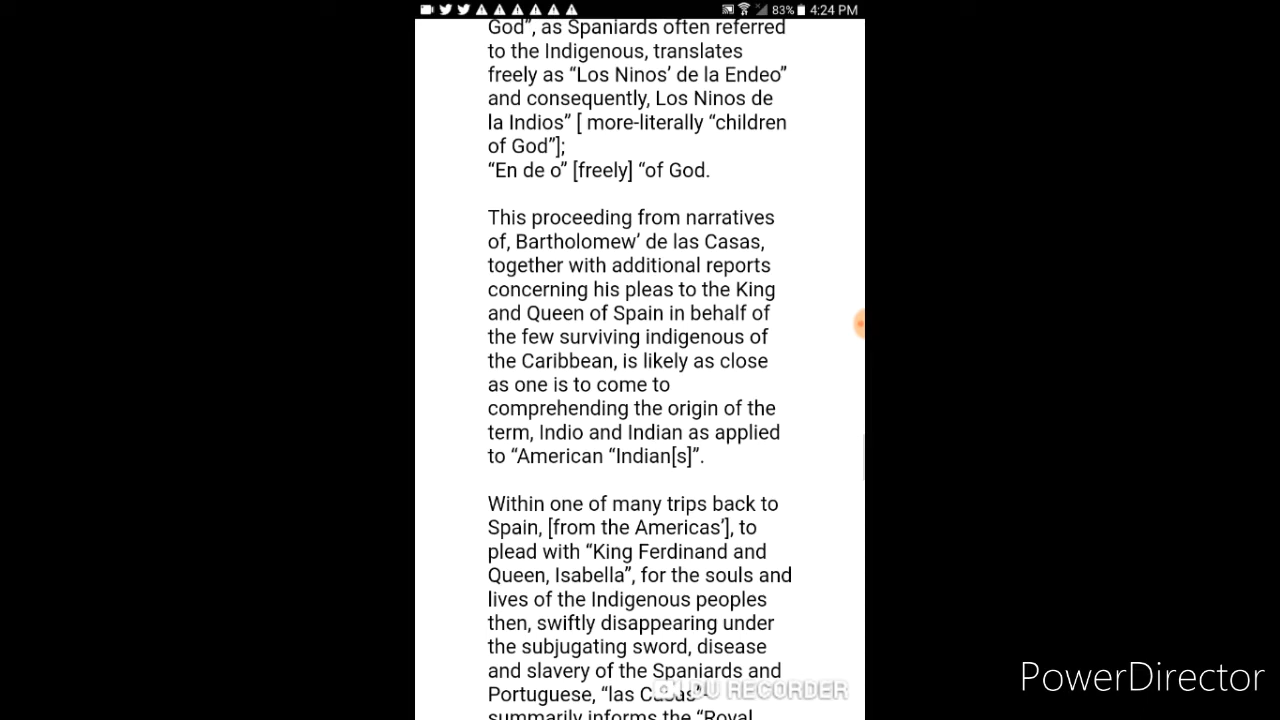 83% 4:24 PM
God”, as Spaniards often referred
to the Indigenous, translates
freely as “Los Ninos’ de la Endeo”
and consequently, Los Ninos de
la Indios” [ more-literally “children
of God”];
“En de o” [freely] “of God.
This proceeding from narratives
of, Bartholomew’ de las Casas,
together with additional reports
concerning his pleas to the King
and Queen of Spain in behalf of
the few surviving indigenous of
the Caribbean, is likely as close
as one is to come to
comprehending the origin of the
term, Indio and Indian as applied
to “American “Indian[s]”.
Within one of many trips back to
Spain, [from the Americas’], to
plead with “King Ferdinand and
Queen, Isabella”, for the souls and
lives of the Indigenous peoples
then, swiftly disappearing under
the subjugating sword, disease
and slavery of the Spaniards and
Portuguese, “las Casas’
summarily informs the “Royal
DU RECORDER
PowerDirector